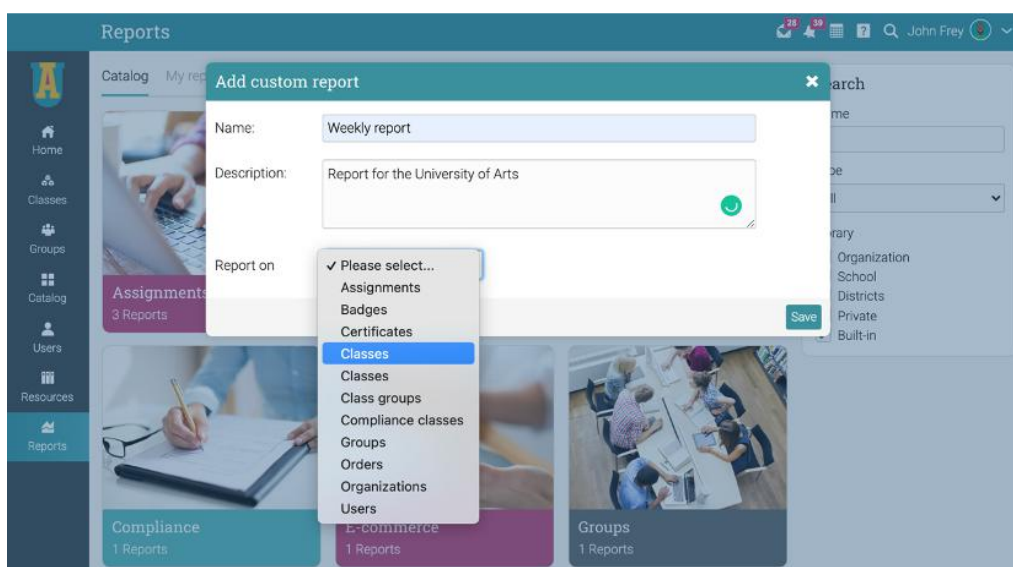 Reports
28
39
John Frey
Home
Classes
Groups
Catalog
Users
Resources
Reports
Catalog My rep
Add custom report
Name: Weekly report
Description: Report for the University of Arts
Report on
✓ Please select...
Assignments
Badges
Certificates
Classes
Classes
Class groups
Compliance classes
Groups
Orders
Organizations
Users
Save
Assignments
3 Reports
Compliance
1 Reports
E-commerce
1 Reports
Groups
1 Reports
arch
me
pe
ll
rary
Organization
School
Districts
Private
Built-in